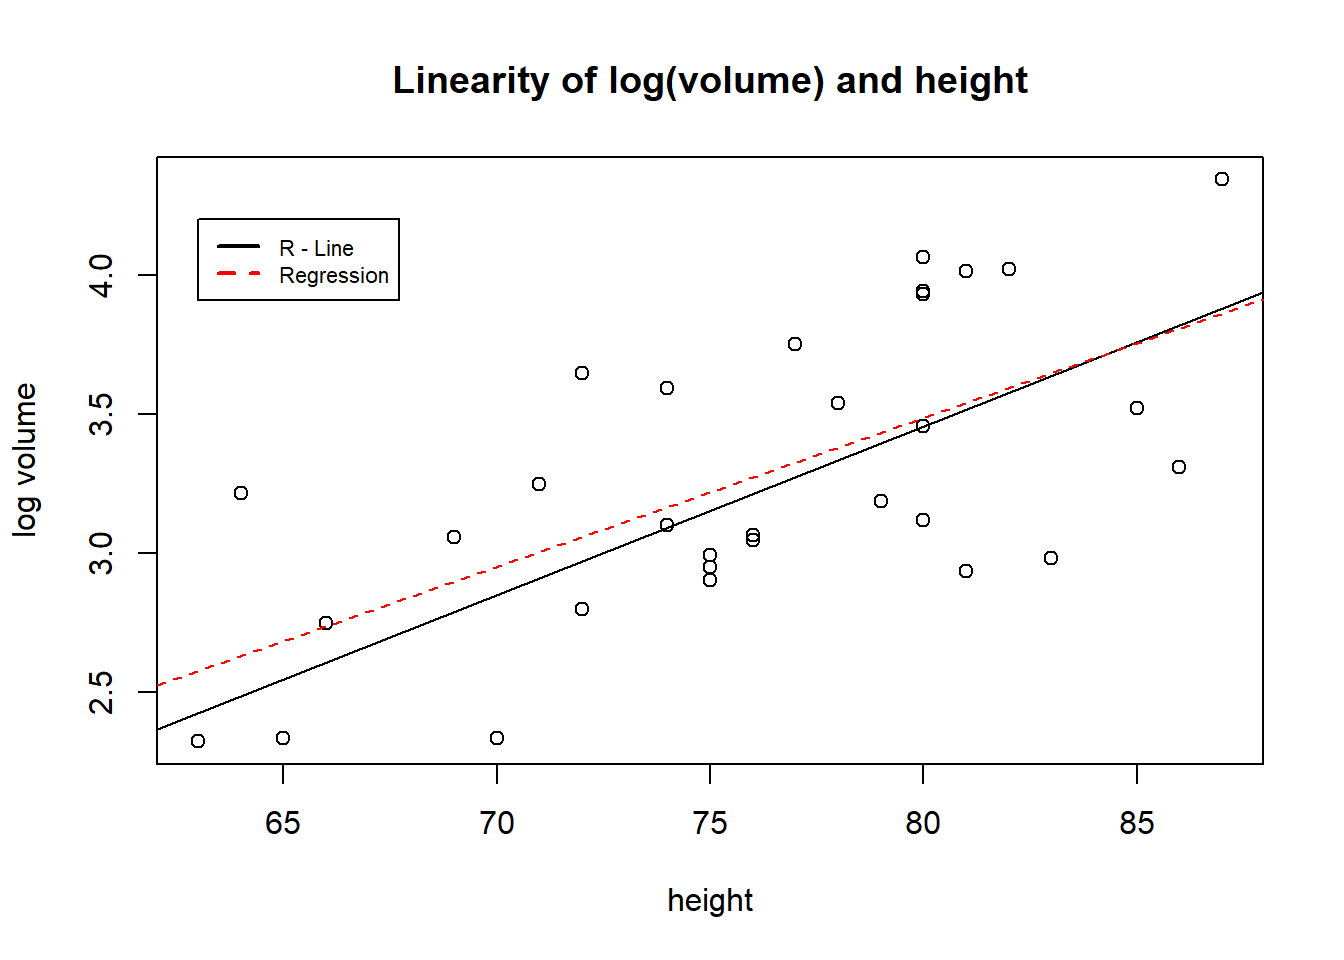 Linearity of log(volume) and height
R - Line
Regression
4.0
3.5
3.0
2.5
log volume
65 70 75 80 85
height